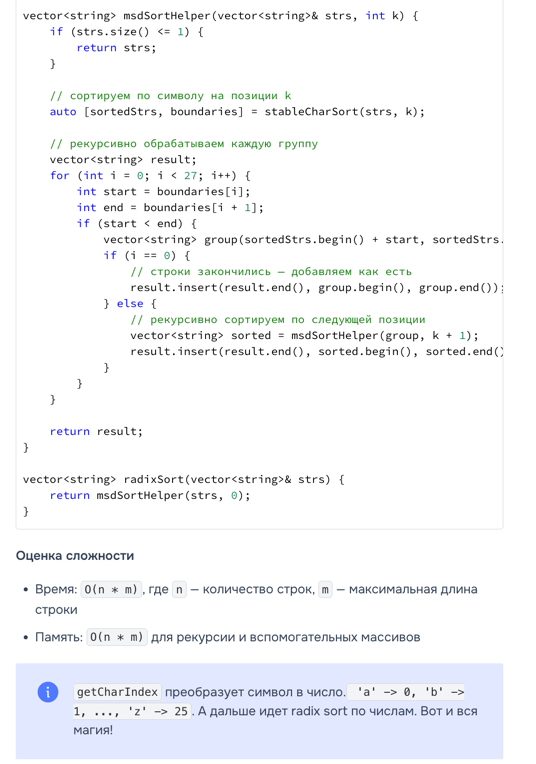 vector<string> msdSortHelper(vector<string>& strs, int k) {
    if (strs.size() <= 1) {
        return strs;
    }

    // сортируем по символу на позиции k
    auto [sortedStrs, boundaries] = stableCharSort(strs, k);

    // рекурсивно обрабатываем каждую группу
    vector<string> result;
    for (int i = 0; i < 27; i++) {
        int start = boundaries[i];
        int end = boundaries[i + 1];
        if (start < end) {
            vector<string> group(sortedStrs.begin() + start, sortedStrs.
            if (i == 0) {
                // строки закончились — добавляем как есть
                result.insert(result.end(), group.begin(), group.end());
            } else {
                // рекурсивно сортируем по следующей позиции
                vector<string> sorted = msdSortHelper(group, k + 1);
                result.insert(result.end(), sorted.begin(), sorted.end()
            }
        }
    }

    return result;
}

vector<string> radixSort(vector<string>& strs) {
    return msdSortHelper(strs, 0);
}
Оценка сложности
• Время: O(n * m), где n — количество строк, m — максимальная длина
строки
• Память: O(n * m) для рекурсии и вспомогательных массивов
getCharIndex преобразует символ в число. 'a' -> 0, 'b' ->
1, ..., 'z' -> 25. А дальше идет radix sort по числам. Вот и вся
магия!